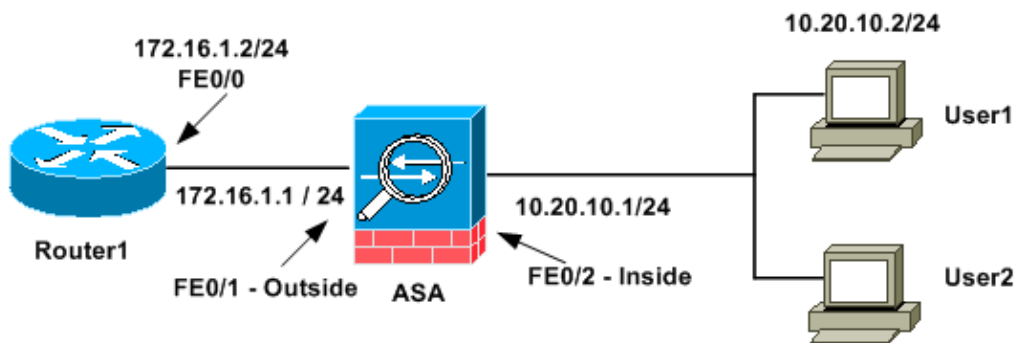 10.20.10.2/24
172.16.1.2/24
FE0/0
User1
172.16.1.1 / 24
10.20.10.1/24
Router1
FE0/1 - Outside
ASA
FE0/2 - Inside
User2